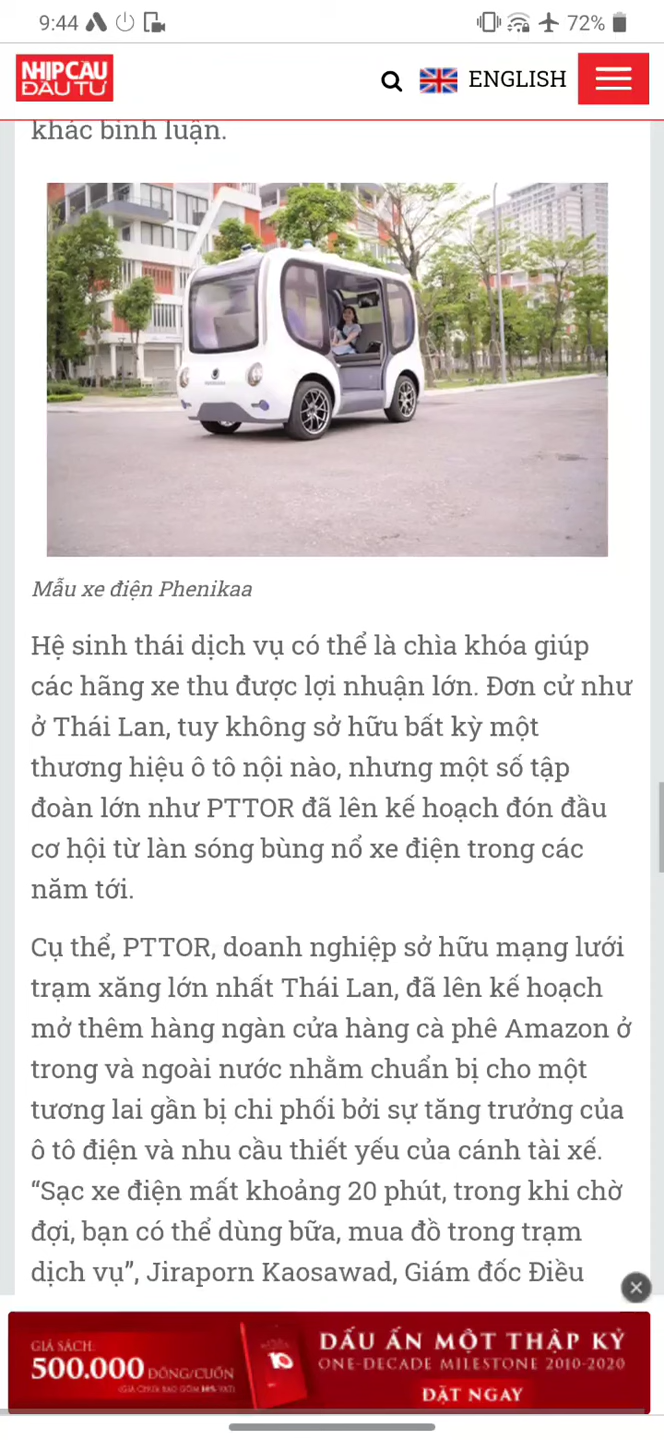 9:44
72%
NHỊP CẦU
ĐẦU TƯ
ENGLISH
khác bình luận.
Mẫu xe điện Phenikaa
Hệ sinh thái dịch vụ có thể là chìa khóa giúp
các hãng xe thu được lợi nhuận lớn. Đơn cử như
ở Thái Lan, tuy không sở hữu bất kỳ một
thương hiệu ô tô nội nào, nhưng một số tập
đoàn lớn như PTTOR đã lên kế hoạch đón đầu
cơ hội từ làn sóng bùng nổ xe điện trong các
năm tới.
Cụ thể, PTTOR, doanh nghiệp sở hữu mạng lưới
trạm xăng lớn nhất Thái Lan, đã lên kế hoạch
mở thêm hàng ngàn cửa hàng cà phê Amazon ở
trong và ngoài nước nhằm chuẩn bị cho một
tương lai gần bị chi phối bởi sự tăng trưởng của
ô tô điện và nhu cầu thiết yếu của cánh tài xế.
“Sạc xe điện mất khoảng 20 phút, trong khi chờ
đợi, bạn có thể dùng bữa, mua đồ trong trạm
dịch vụ”, Jiraporn Kaosawad, Giám đốc Điều
GIÁ SÁCH:
500.000 ĐỒNG/CUỐN
(GIÁ CHƯA BAO GỒM 10% VAT)
10
DẤU ẤN MỘT THẬP KỶ
ONE-DECADE MILESTONE 2010-2020
ĐẶT NGAY